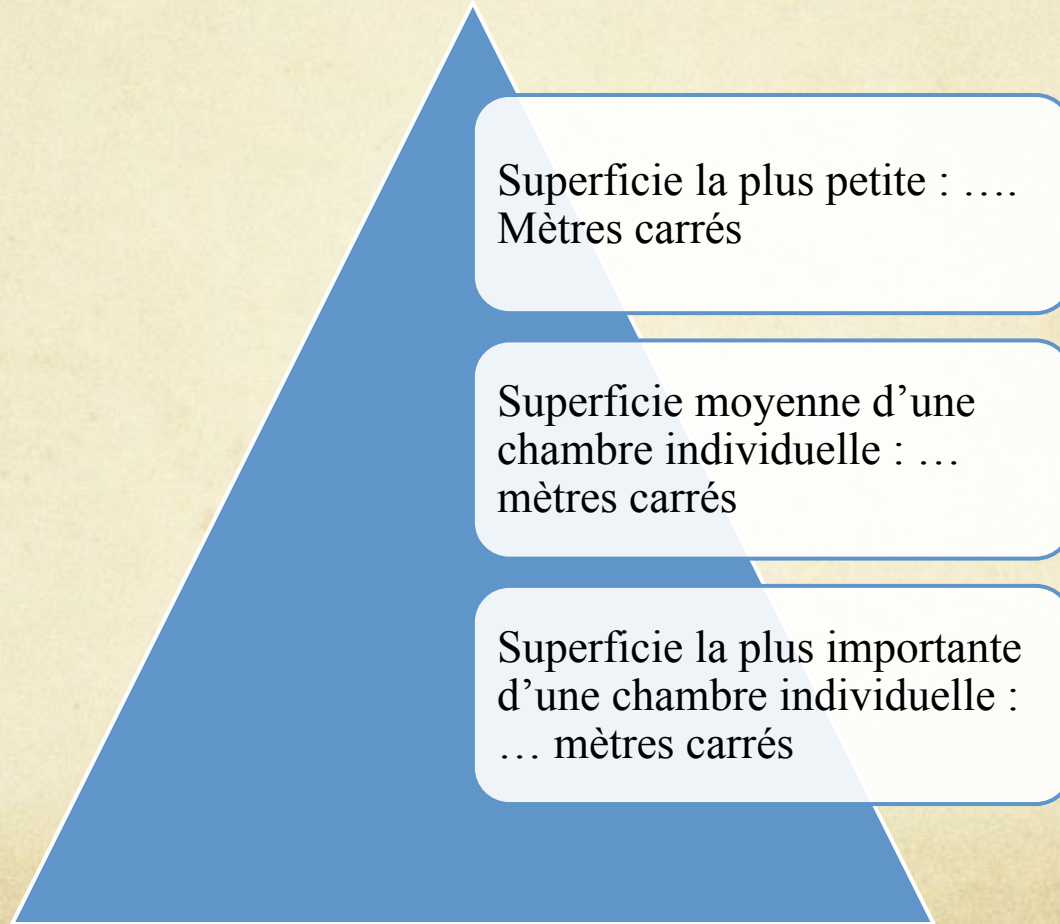 Superficie la plus petite : ….
Mètres carrés
Superficie moyenne d’une
chambre individuelle : …
mètres carrés
Superficie la plus importante
d’une chambre individuelle :
… mètres carrés